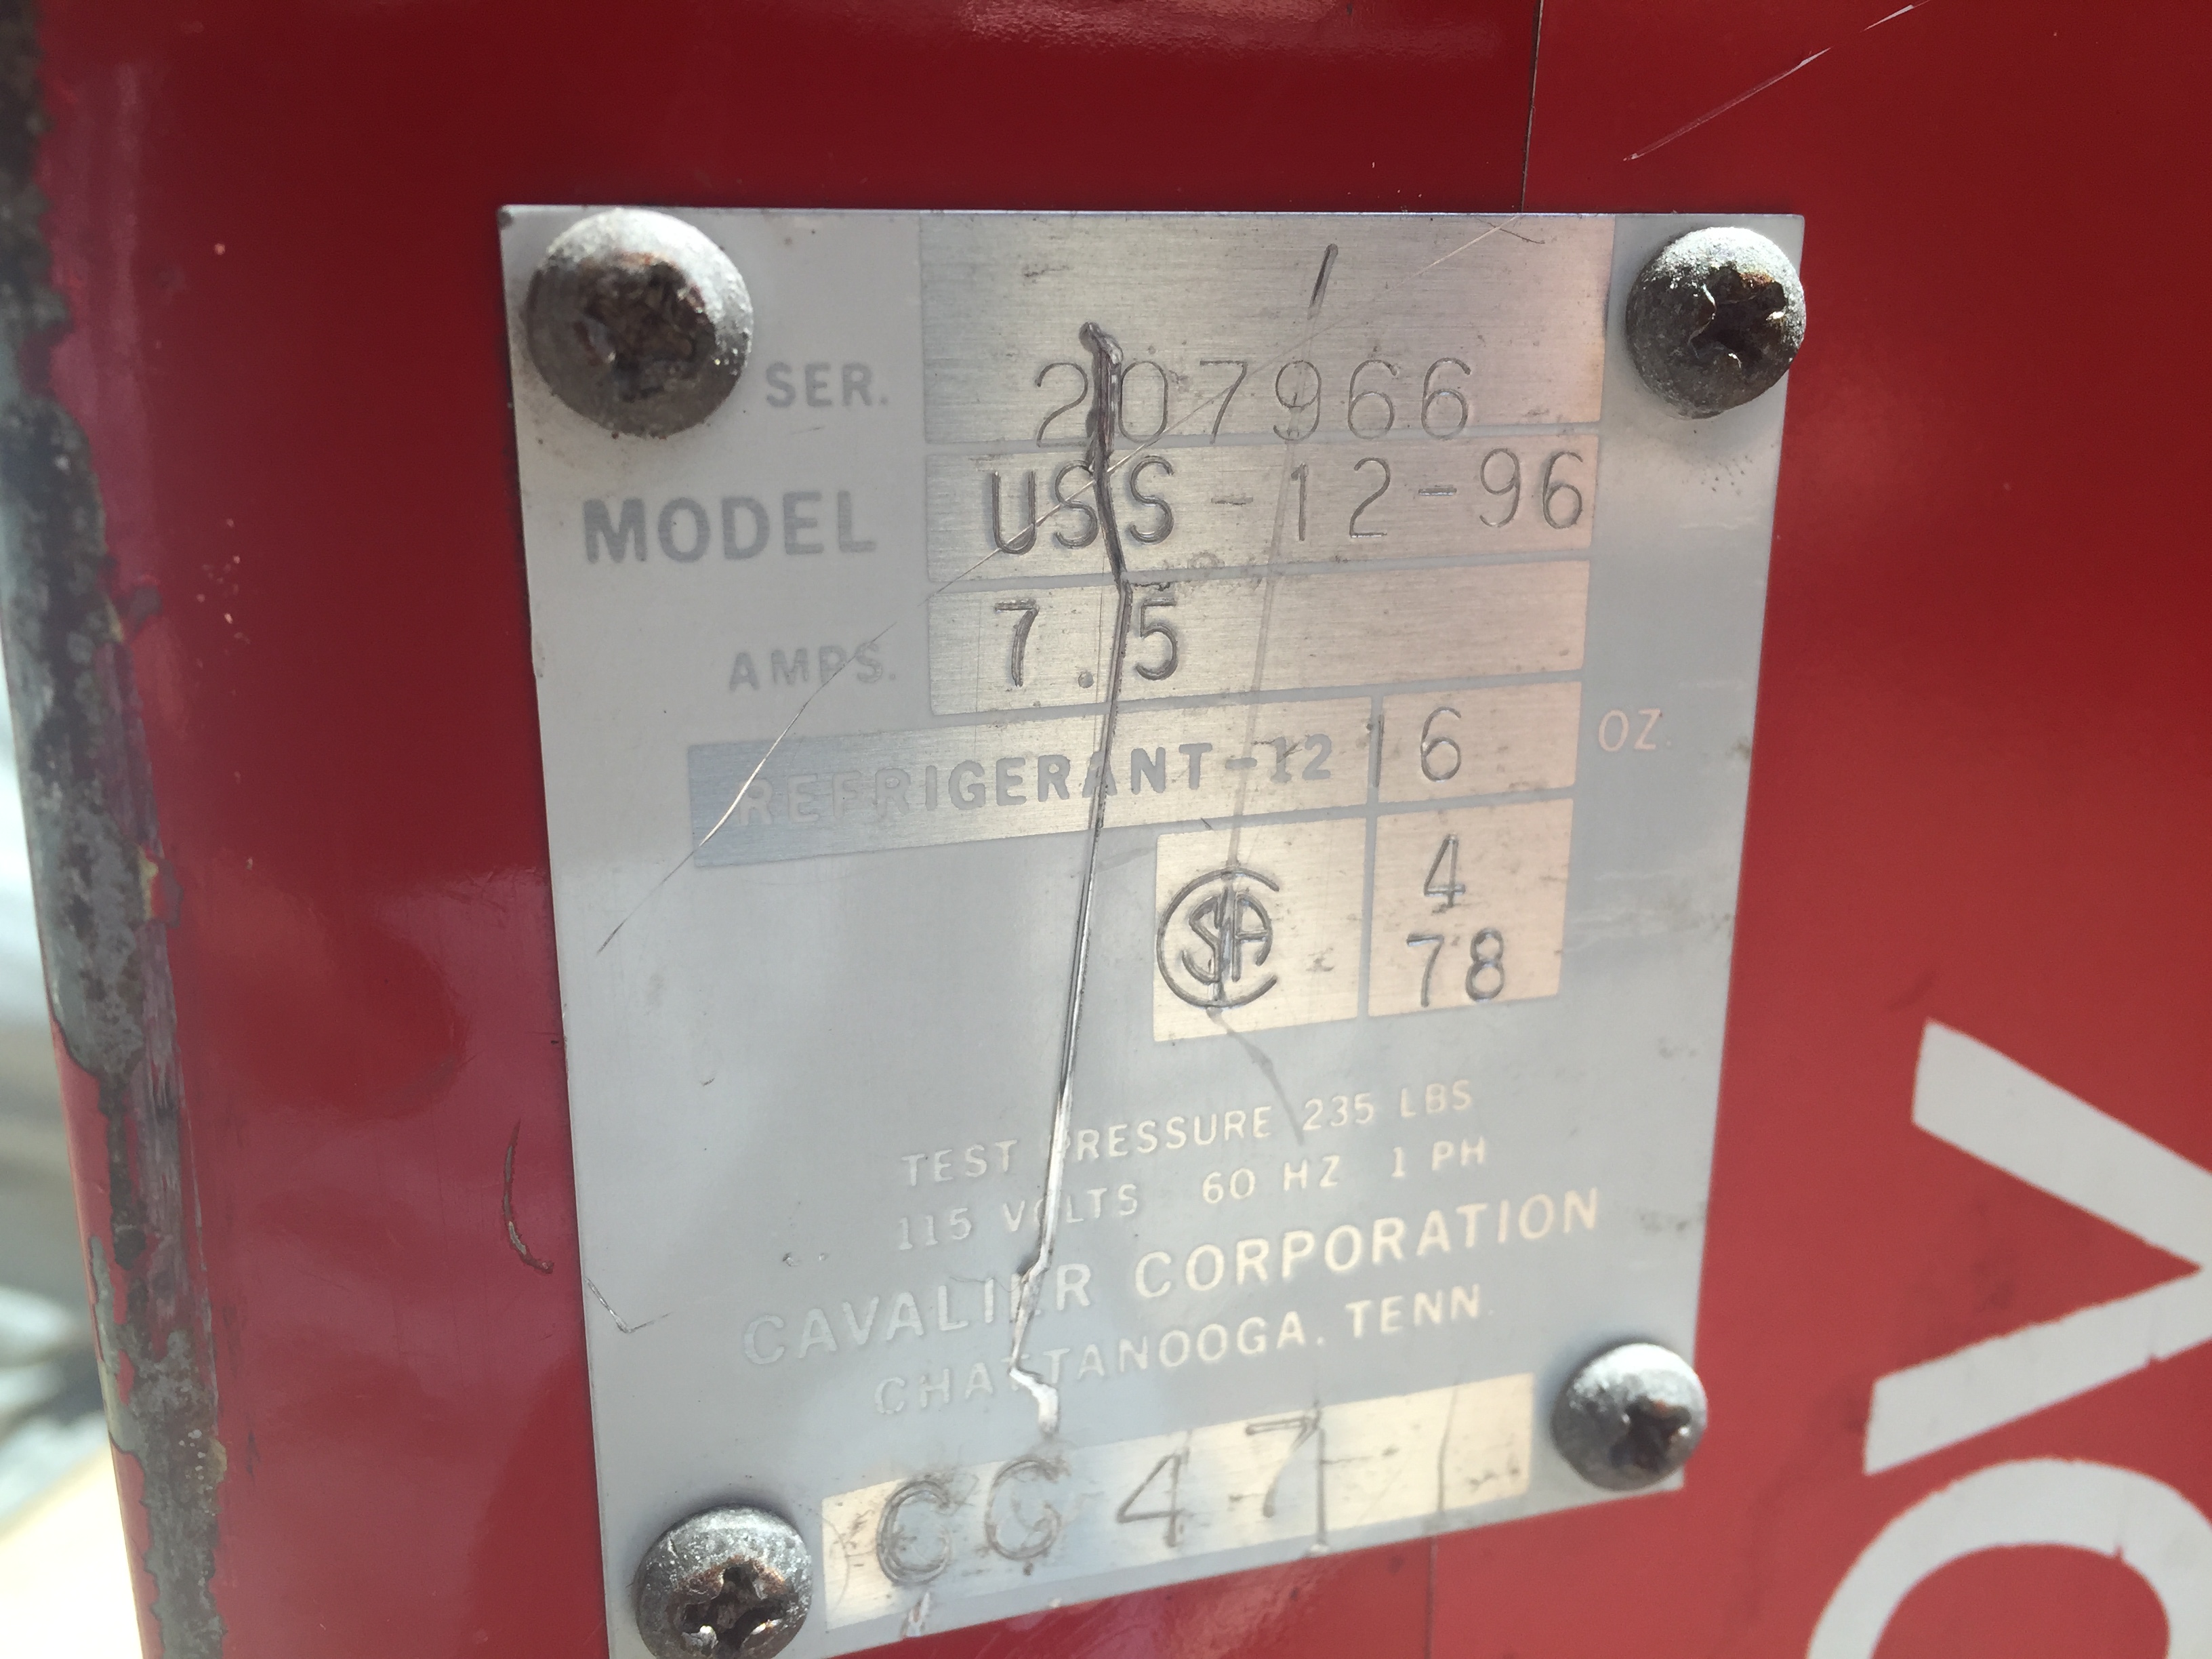 SER. 207966
MODEL USS-12-96
AMPS. 7.5
REFRIGERANT-12 16 OZ.
CSA 4
78
TEST PRESSURE 235 LBS
115 VOLTS 60 HZ 1 PH
CAVALIER CORPORATION
CHATTANOOGA, TENN.